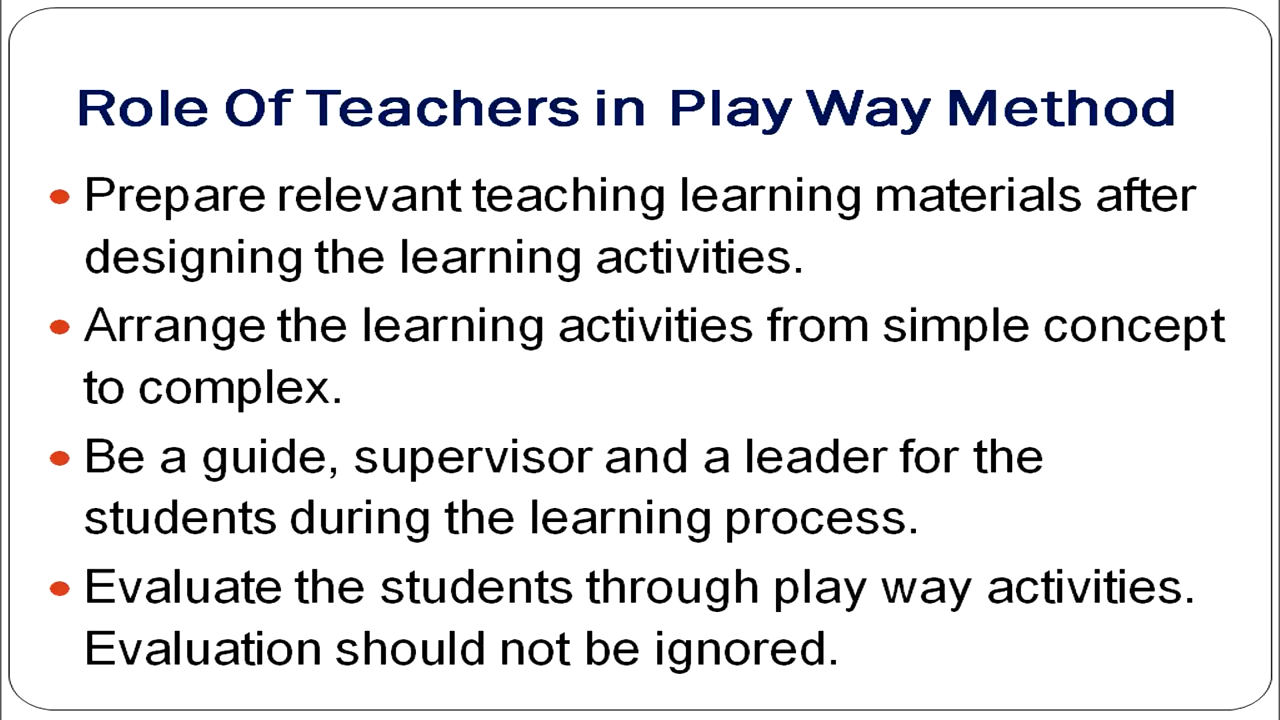 Role Of Teachers in Play Way Method
• Prepare relevant teaching learning materials after
designing the learning activities.
• Arrange the learning activities from simple concept
to complex.
• Be a guide, supervisor and a leader for the
students during the learning process.
• Evaluate the students through play way activities.
Evaluation should not be ignored.